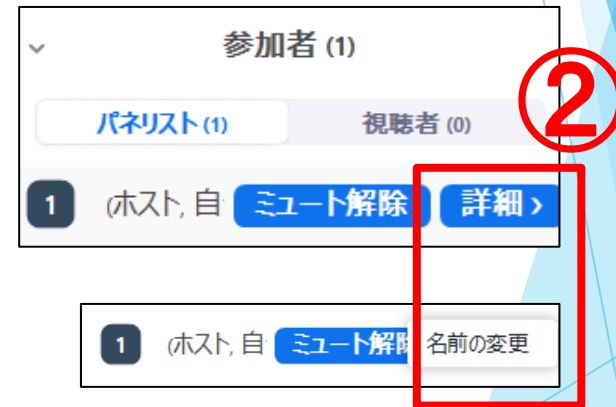 参加者 (1)
②
パネリスト (1) 視聴者 (0)
1 (ホスト, 自 ミュート解除 詳細 >
1 (ホスト, 自 ミュート解 名前の変更